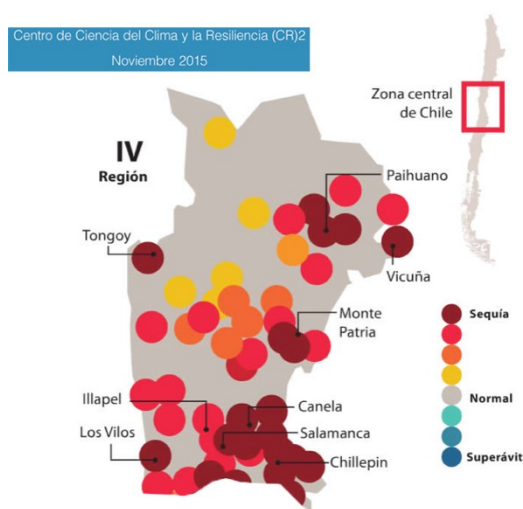 Centro de Ciencia del Clima y la Resiliencia (CR)2
Noviembre 2015
Zona central
de Chile
IV
Región
Paihuano
Tongoy
Vicuña
Monte
Patria
Sequía
Normal
Superávit
Illapel
Canela
Los Vilos
Salamanca
Chillepin